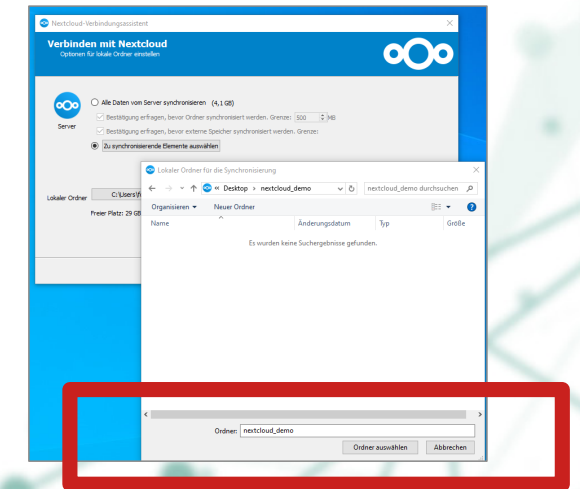 Nextcloud-Verbindungsassistent
Verbinden mit Nextcloud
Optionen für lokale Ordner einstellen
Server
Alle Daten vom Server synchronisieren (4,1 GB)
Bestätigung erfragen, bevor Ordner synchronisiert werden. Grenze: 500 MB
Bestätigung erfragen, bevor externe Speicher synchronisiert werden. Grenze:
Zu synchronisierende Elemente auswählen
Lokaler Ordner für die Synchronisierung
« Desktop > nextcloud_demo
nextcloud_demo durchsuchen
Lokaler Ordner
C:\Users\
Organisieren
Neuer Ordner
Freier Platz: 29 GB
Name Änderungsdatum Typ Größe
Es wurden keine Suchergebnisse gefunden.
Ordner: nextcloud_demo
Ordner auswählen Abbrechen